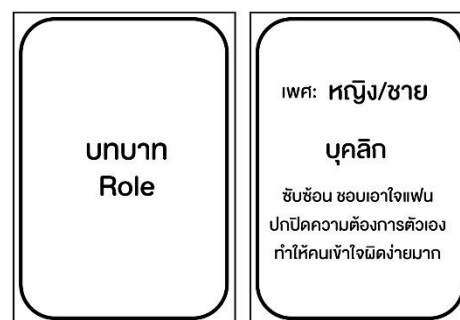 บทบาท
Role
เพศ: หญิง/ชาย
บุคลิก
ซับซ้อน ชอบเอาใจแฟน
ปกปิดความต้องการตัวเอง
ทำให้คนเข้าใจผิดง่ายมาก